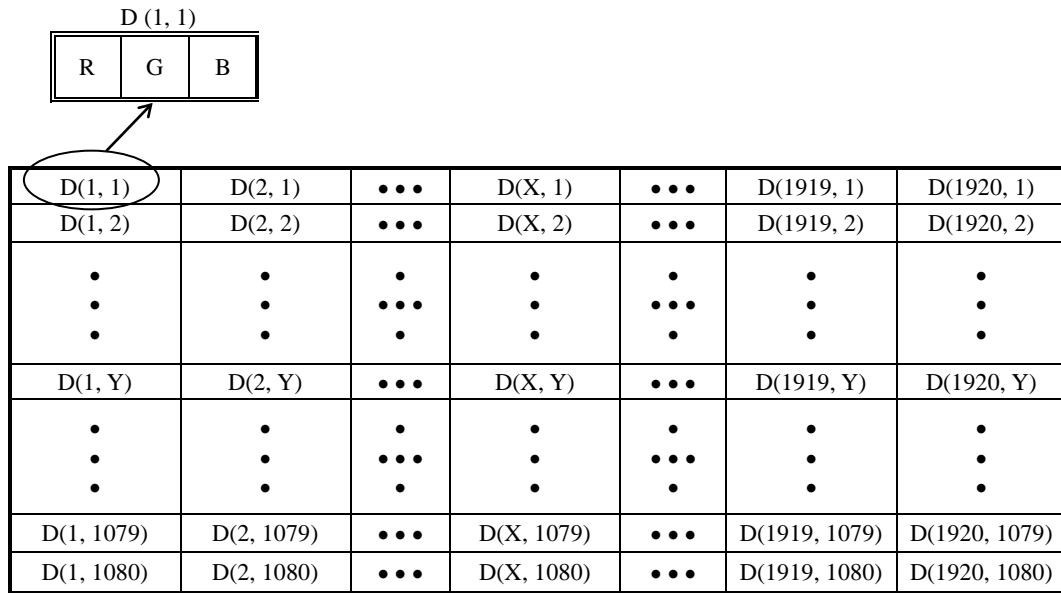 D (1, 1)
R G B
D(1, 1) D(2, 1) ●●● D(X, 1) ●●● D(1919, 1) D(1920, 1)
D(1, 2) D(2, 2) ●●● D(X, 2) ●●● D(1919, 2) D(1920, 2)
● ● ● ● ● ● ●
● ● ●●● ● ●●● ● ●
● ● ● ● ● ● ●
D(1, Y) D(2, Y) ●●● D(X, Y) ●●● D(1919, Y) D(1920, Y)
● ● ● ● ● ● ●
● ● ●●● ● ●●● ● ●
● ● ● ● ● ● ●
D(1, 1079) D(2, 1079) ●●● D(X, 1079) ●●● D(1919, 1079) D(1920, 1079)
D(1, 1080) D(2, 1080) ●●● D(X, 1080) ●●● D(1919, 1080) D(1920, 1080)